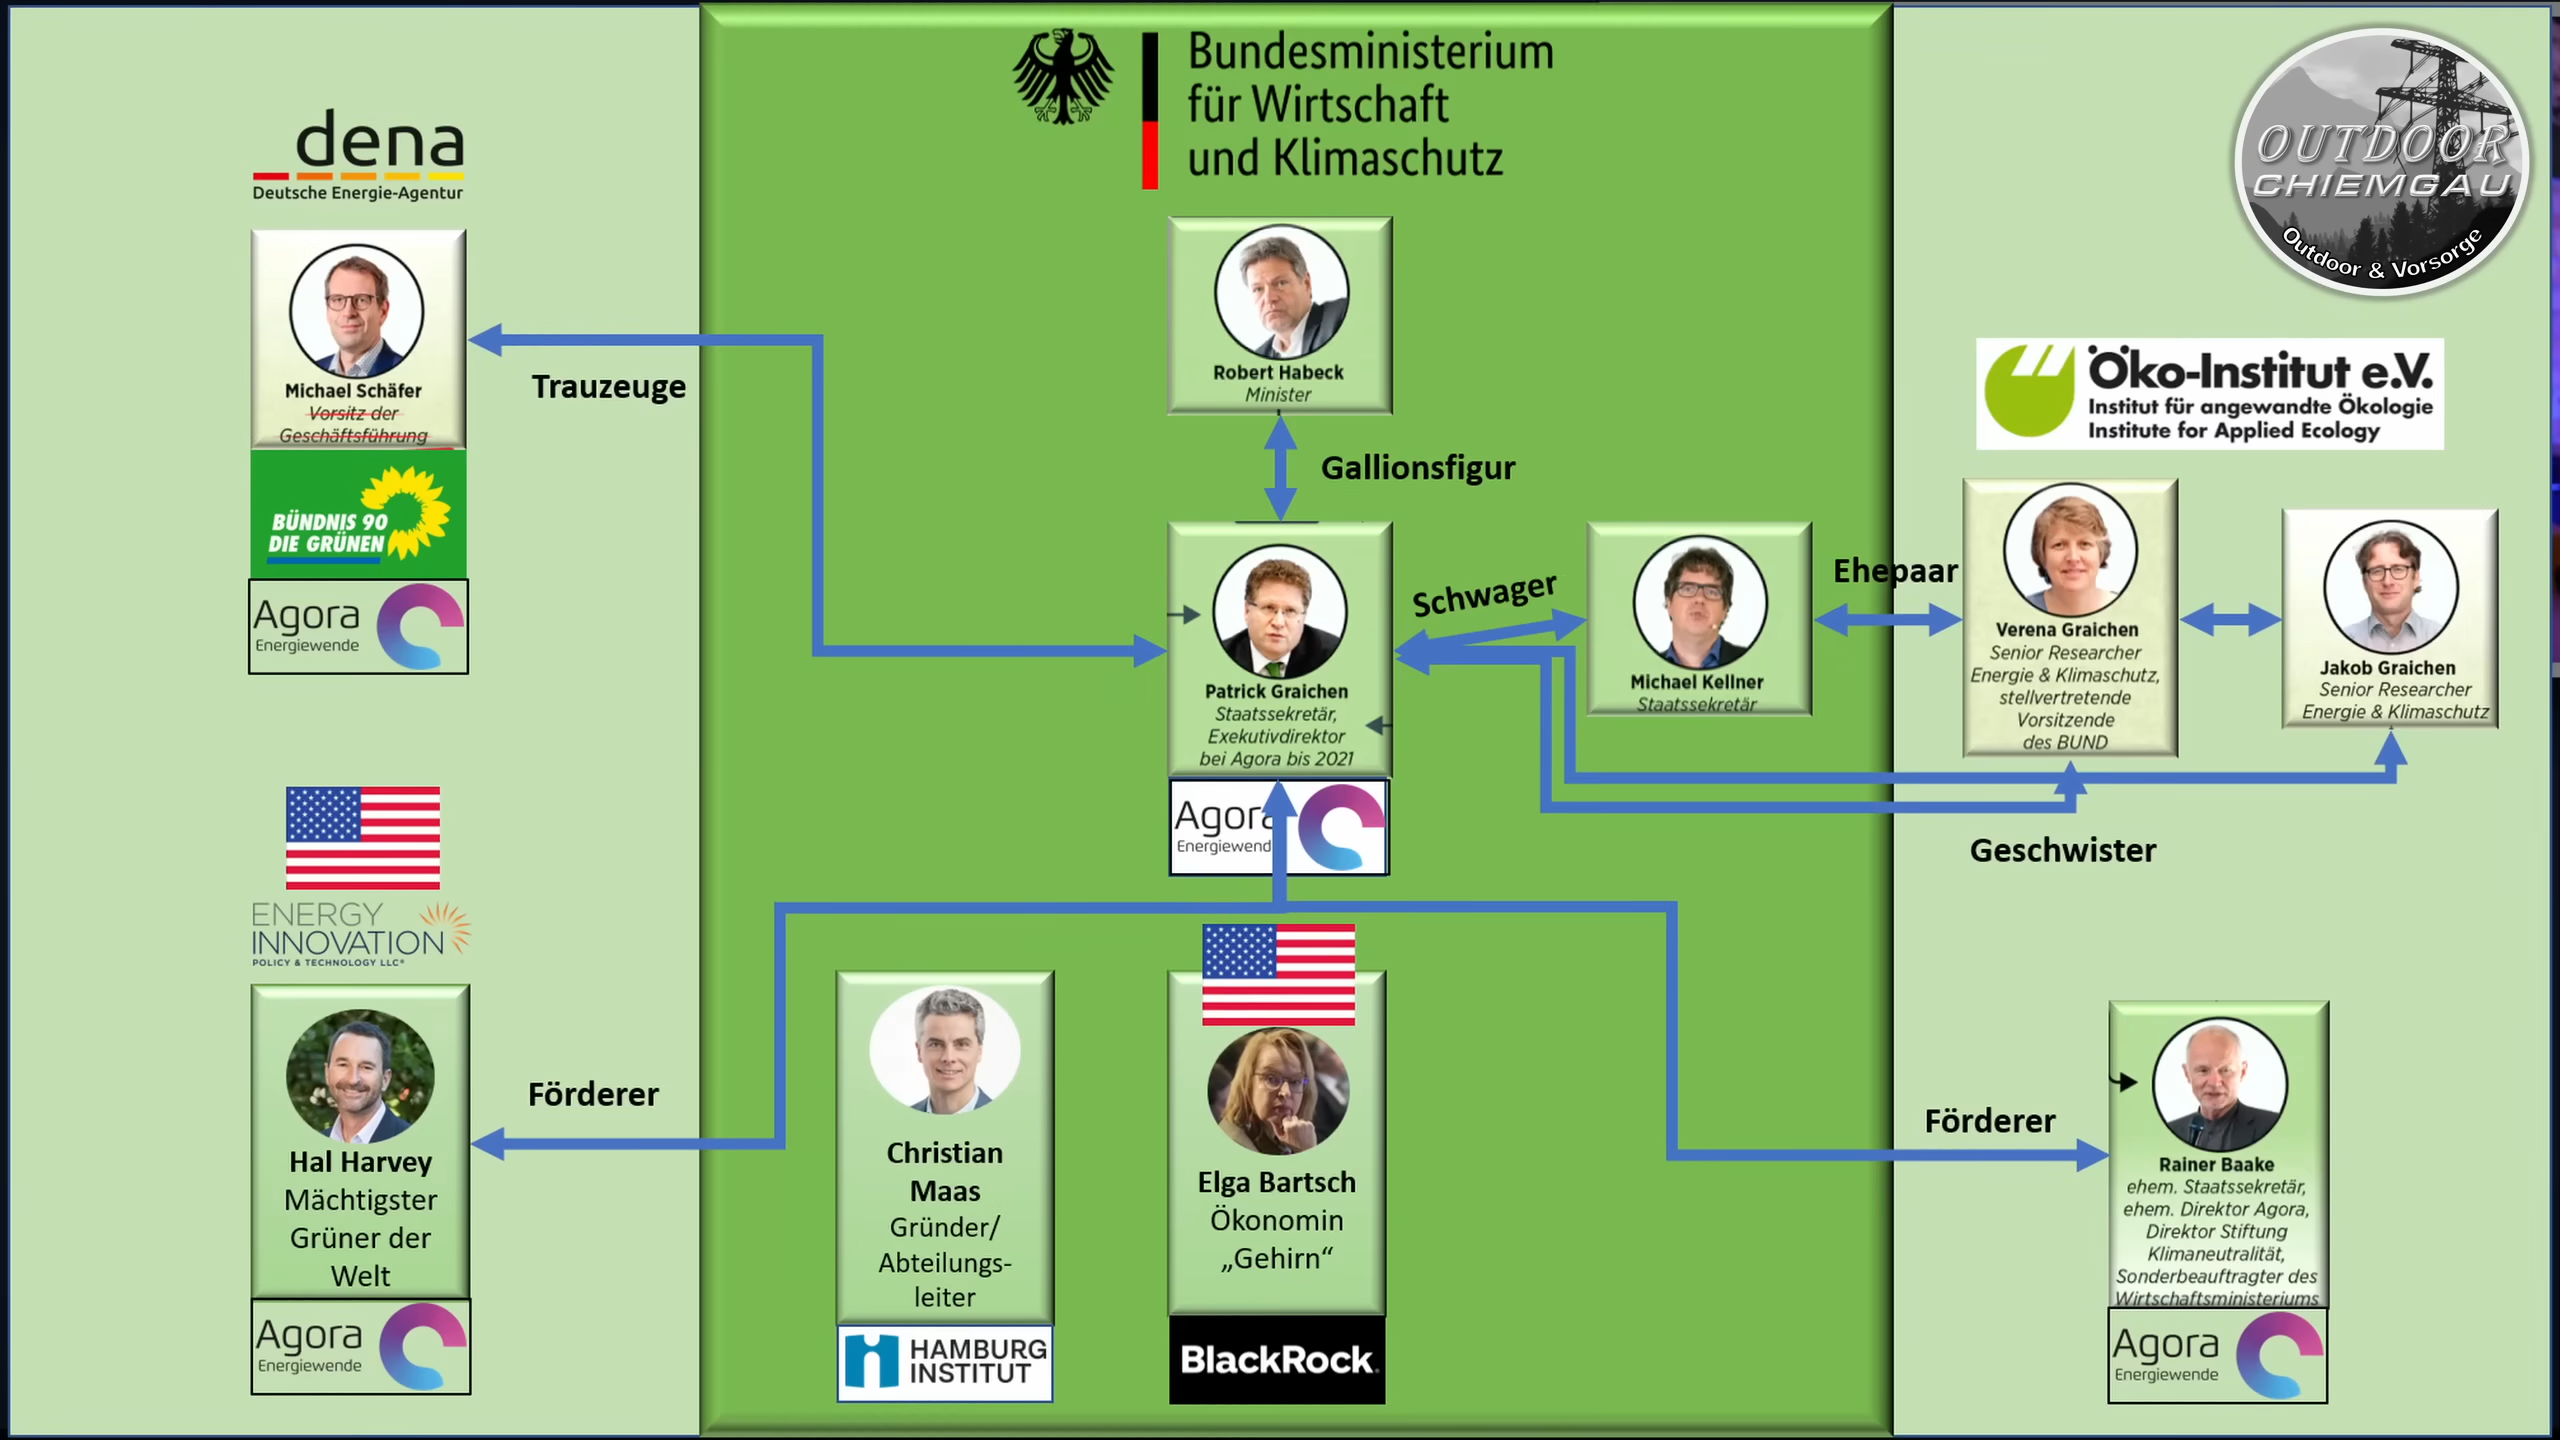 Bundesministerium
für Wirtschaft
und Klimaschutz
OUTDOOR
CHIEMGAU
Outdoor & Vorsorge
dena
Deutsche Energie-Agentur
Michael Schäfer
Vorsitz der
Geschäftsführung
BÜNDNIS 90
DIE GRÜNEN
Agora
Energiewende
Trauzeuge
Robert Habeck
Minister
Gallionsfigur
Patrick Graichen
Staatssekretär,
Exekutivdirektor
bei Agora bis 2021
Agora
Energiewend
Schwager
Michael Kellner
Staatssekretär
Ehepaar
Öko-Institut e.V.
Institut für angewandte Ökologie
Institute for Applied Ecology
Verena Graichen
Senior Researcher
Energie & Klimaschutz,
stellvertretende
Vorsitzende
des BUND
Jakob Graichen
Senior Researcher
Energie & Klimaschutz
Geschwister
ENERGY
INNOVATION
POLICY & TECHNOLOGY LLC®
Hal Harvey
Mächtigster
Grüner der
Welt
Agora
Energiewende
Förderer
Christian
Maas
Gründer/
Abteilungs-
leiter
HAMBURG
INSTITUT
Elga Bartsch
Ökonomin
„Gehirn“
BlackRock.
Förderer
Rainer Baake
ehem. Staatssekretär,
ehem. Direktor Agora,
Direktor Stiftung
Klimaneutralität,
Sonderbeauftragter des
Wirtschaftsministeriums
Agora
Energiewende